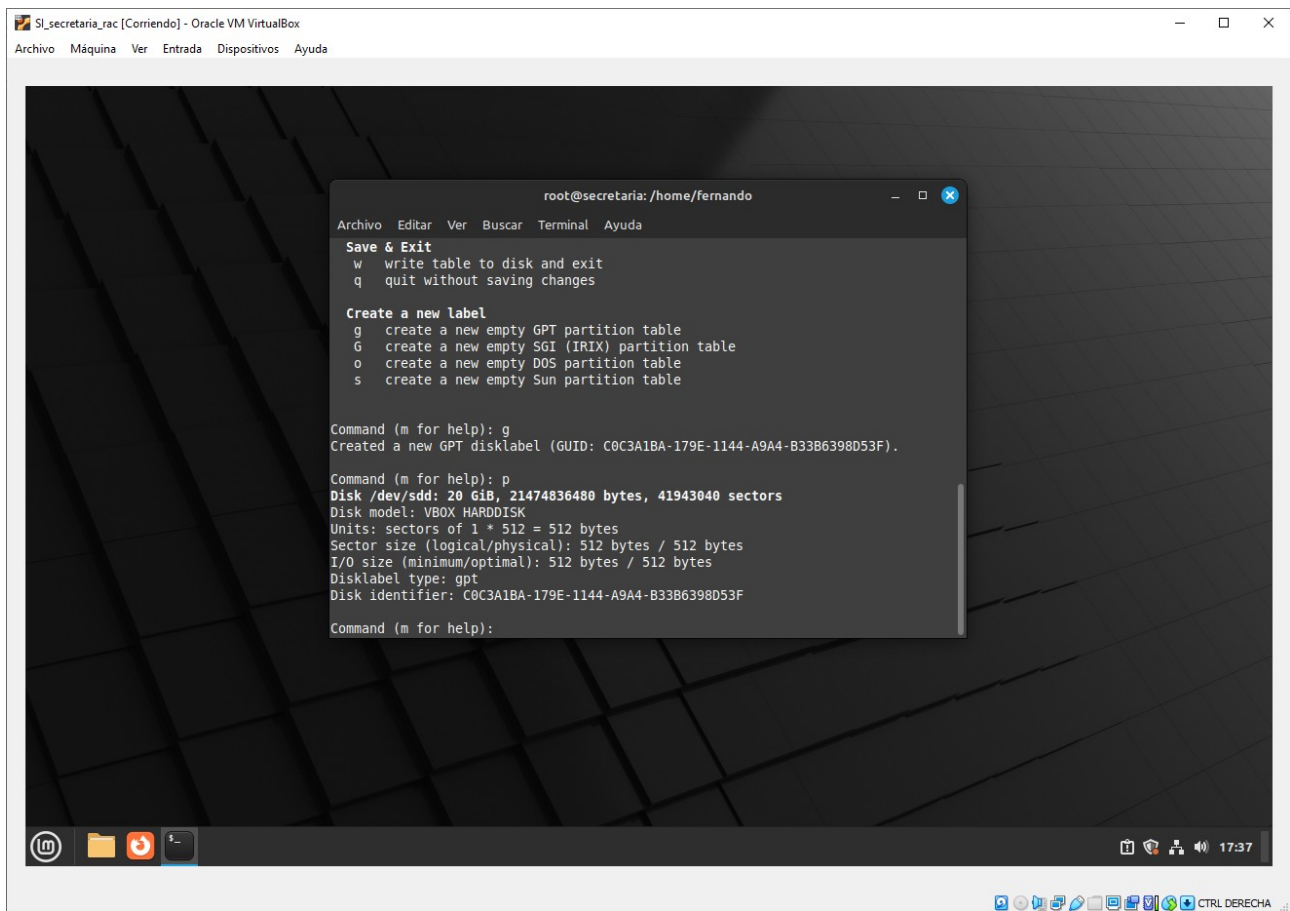 SI_secretaria_rac [Corriendo] - Oracle VM VirtualBox
Archivo Máquina Ver Entrada Dispositivos Ayuda
root@secretaria: /home/fernando
Archivo Editar Ver Buscar Terminal Ayuda
Save & Exit
w write table to disk and exit
q quit without saving changes
Create a new label
g create a new empty GPT partition table
G create a new empty SGI (IRIX) partition table
o create a new empty DOS partition table
s create a new empty Sun partition table
Command (m for help): g
Created a new GPT disklabel (GUID: C0C3A1BA-179E-1144-A9A4-B33B6398D53F).
Command (m for help): p
Disk /dev/sdd: 20 GiB, 21474836480 bytes, 41943040 sectors
Disk model: VBOX HARDDISK
Units: sectors of 1 * 512 = 512 bytes
Sector size (logical/physical): 512 bytes / 512 bytes
I/O size (minimum/optimal): 512 bytes / 512 bytes
Disklabel type: gpt
Disk identifier: C0C3A1BA-179E-1144-A9A4-B33B6398D53F
Command (m for help):
17:37
CTRL DERECHA